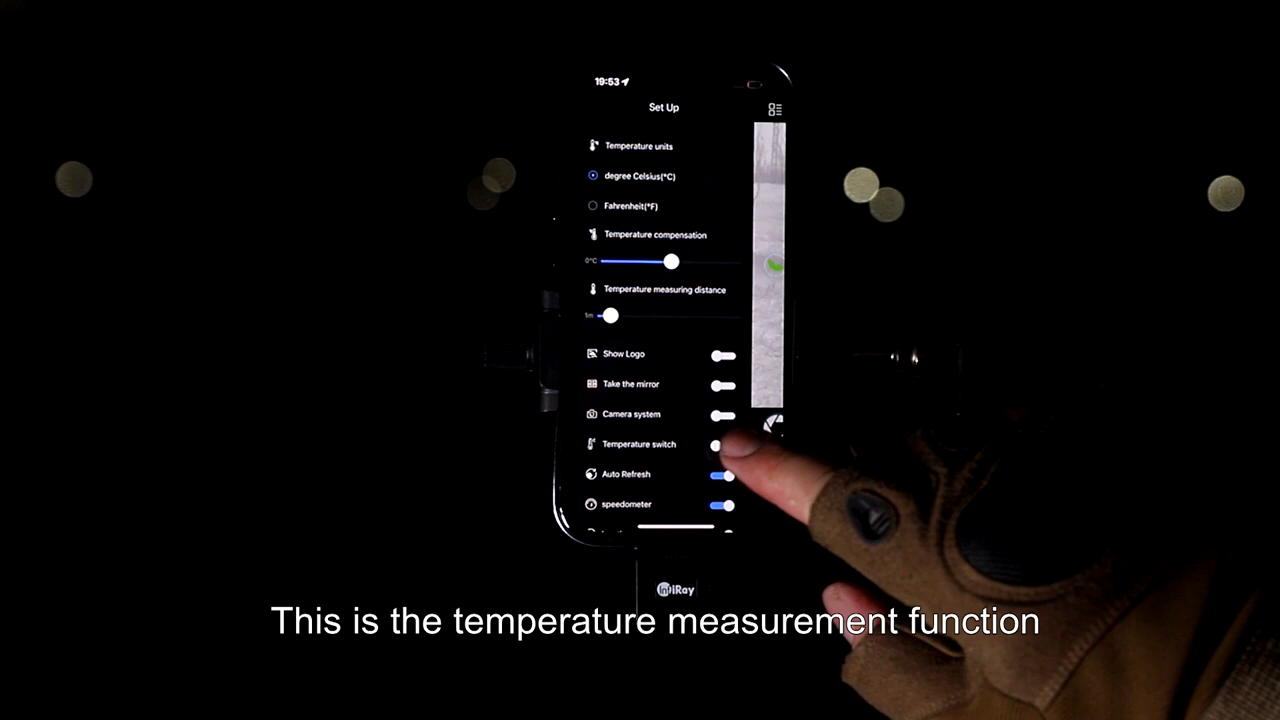 19:53
Set Up
Temperature units
degree Celsius(°C)
Fahrenheit(°F)
Temperature compensation
0°C
Temperature measuring distance
1m
Show Logo
Take the mirror
Camera system
Temperature switch
Auto Refresh
speedometer
InfiRay
This is the temperature measurement function